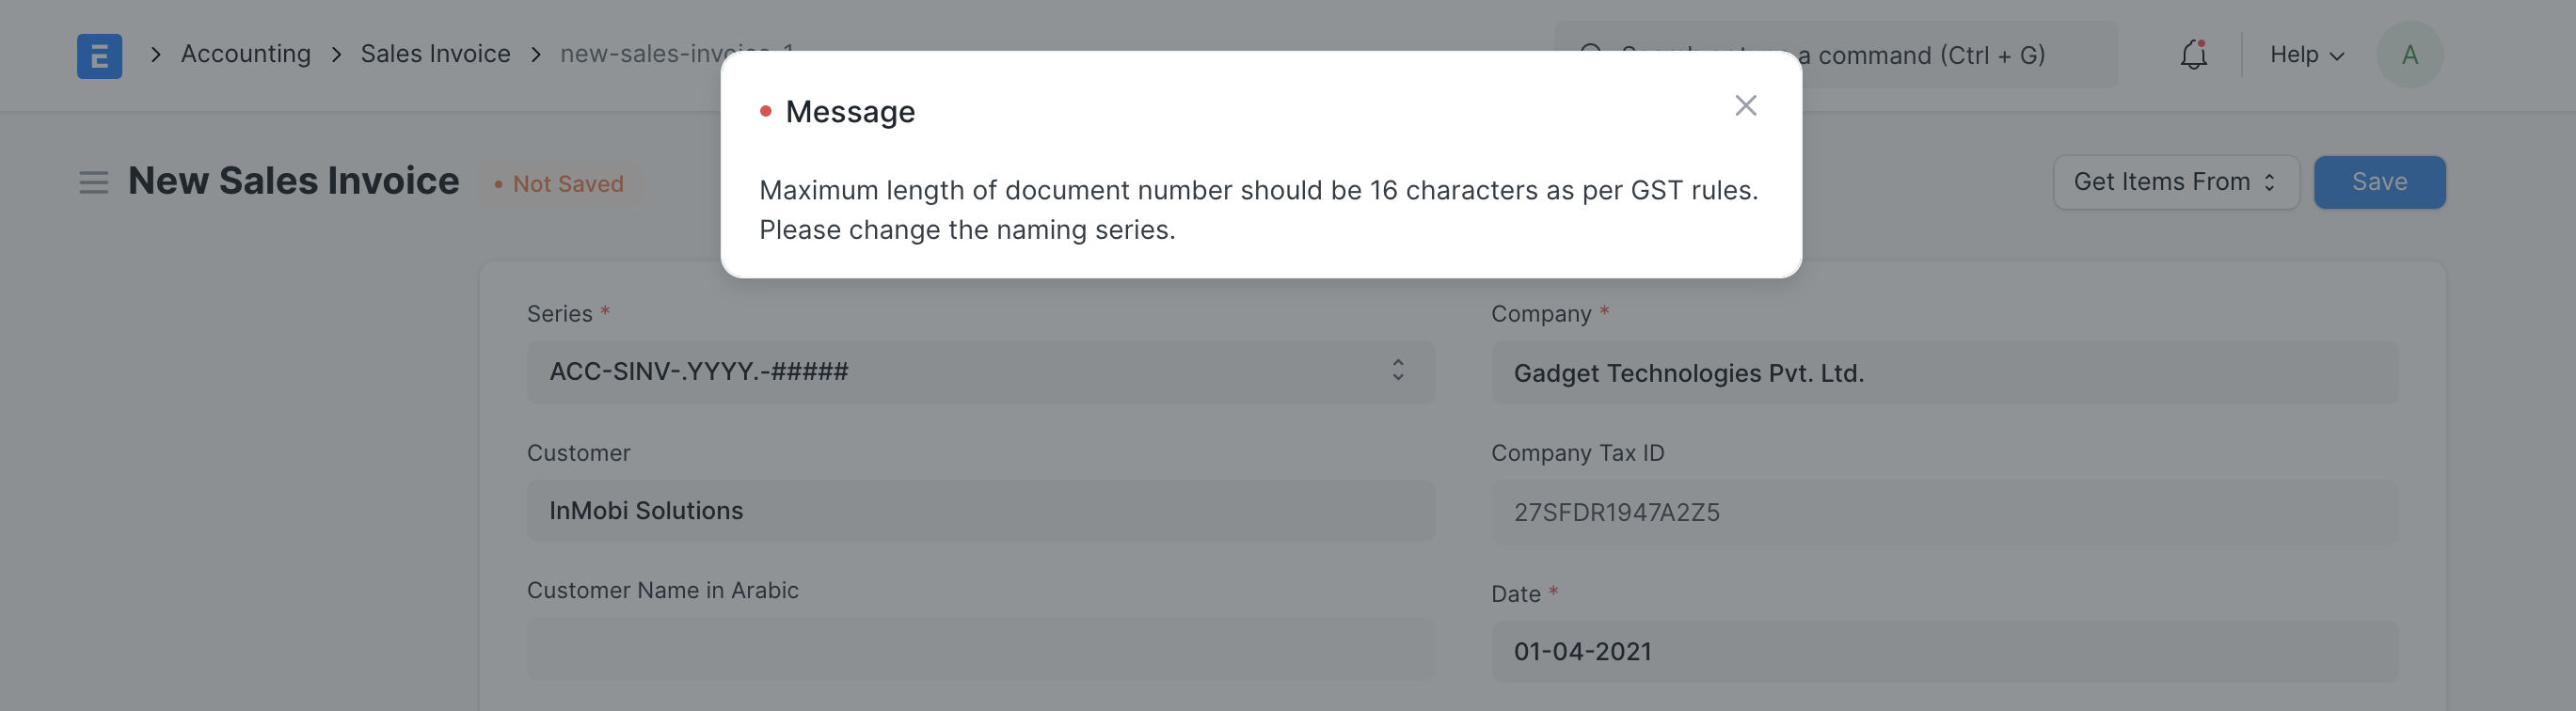 E > Accounting > Sales Invoice > new-sales-invoice-1
a command (Ctrl + G)
Help
A
Message
Maximum length of document number should be 16 characters as per GST rules.
Please change the naming series.
New Sales Invoice
• Not Saved
Get Items From
Save
Series *
ACC-SINV-.YYYY.-#####
Company *
Gadget Technologies Pvt. Ltd.
Customer
InMobi Solutions
Company Tax ID
27SFDR1947A2Z5
Customer Name in Arabic
Date *
01-04-2021